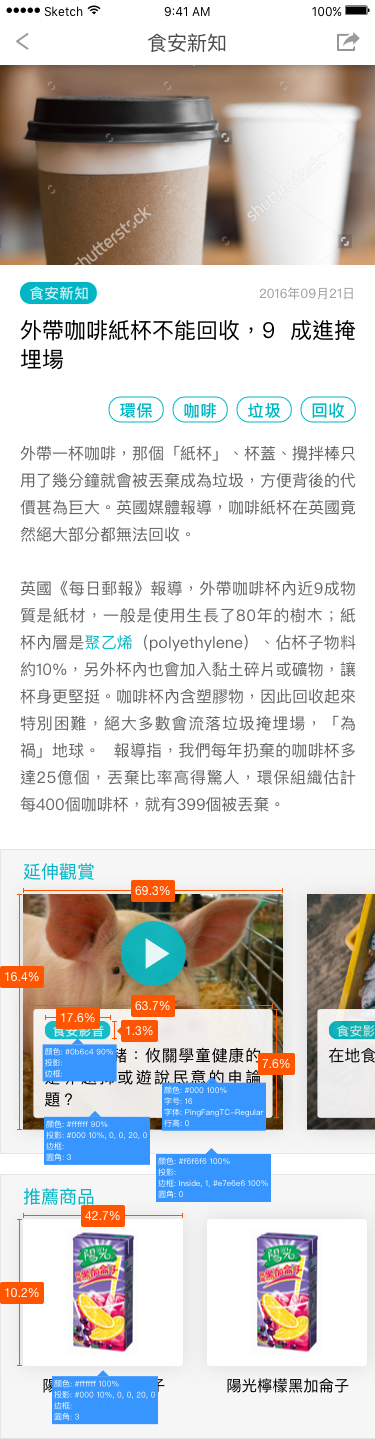 Sketch 9:41 AM 100%
食安新知
shutterstock
shutterstock
食安新知 2016年09月21日
外帶咖啡紙杯不能回收，9 成進掩
埋場
環保 咖啡 垃圾 回收
外帶一杯咖啡，那個「紙杯」、杯蓋、攪拌棒只
用了幾分鐘就會被丟棄成為垃圾，方便背後的代
價甚為巨大。英國媒體報導，咖啡紙杯在英國竟
然絕大部分都無法回收。
英國《每日郵報》報導，外帶咖啡杯內近9成物
質是紙材，一般是使用生長了80年的樹木；紙
杯內層是聚乙烯（polyethylene）、佔杯子物料
約10%，另外杯內也會加入黏土碎片或礦物，讓
杯身更堅挺。咖啡杯內含塑膠物，因此回收起來
特別困難，絕大多數會流落垃圾掩埋場，「為
禍」地球。 報導指，我們每年扔棄的咖啡杯多
達25億個，丟棄比率高得驚人，環保組織估計
每400個咖啡杯，就有399個被丟棄。
延伸觀賞
69.3%
16.4%
63.7%
17.6%
食安影音
1.3%
食安影
豬：攸關學童健康的
7.6%
在地食
顏色: #0b6c4 90%
投影:
边框:
或遊說民意的申論
題？
颜色: #000 100%
字号: 16
字体: PingFangTC-Regular
行高: 0
颜色: #ffffff 90%
投影: #000 10%, 0, 0, 20, 0
边框:
圆角: 3
颜色: #f6f6f6 100%
投影:
边框: Inside, 1, #e7e6e6 100%
圆角: 0
推薦商品
42.7%
10.2%
陽光
黑加侖子
陽光
黑加侖子
子
陽光檸檬黑加侖子
颜色: #ffffff 100%
投影: #000 10%, 0, 0, 20, 0
边框:
圆角: 3